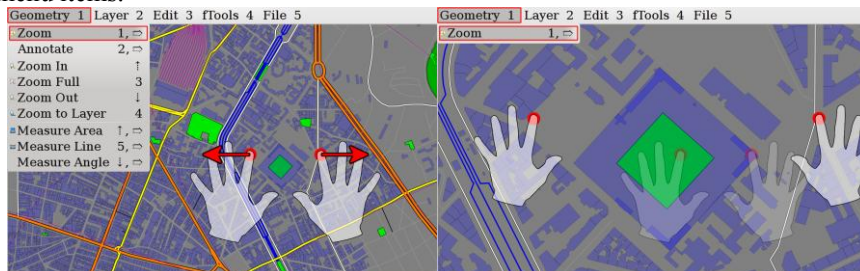 menu items.
Geometry 1 Layer 2 Edit 3 fTools 4 File 5
Zoom 1, ⇨
Annotate 2, ⇨
Zoom In ↑
Zoom Full 3
Zoom Out ↓
Zoom to Layer 4
Measure Area ↑, ⇨
Measure Line 5, ⇨
Measure Angle ↓, ⇨
Geometry 1 Layer 2 Edit 3 fTools 4 File 5
Zoom 1, ⇨